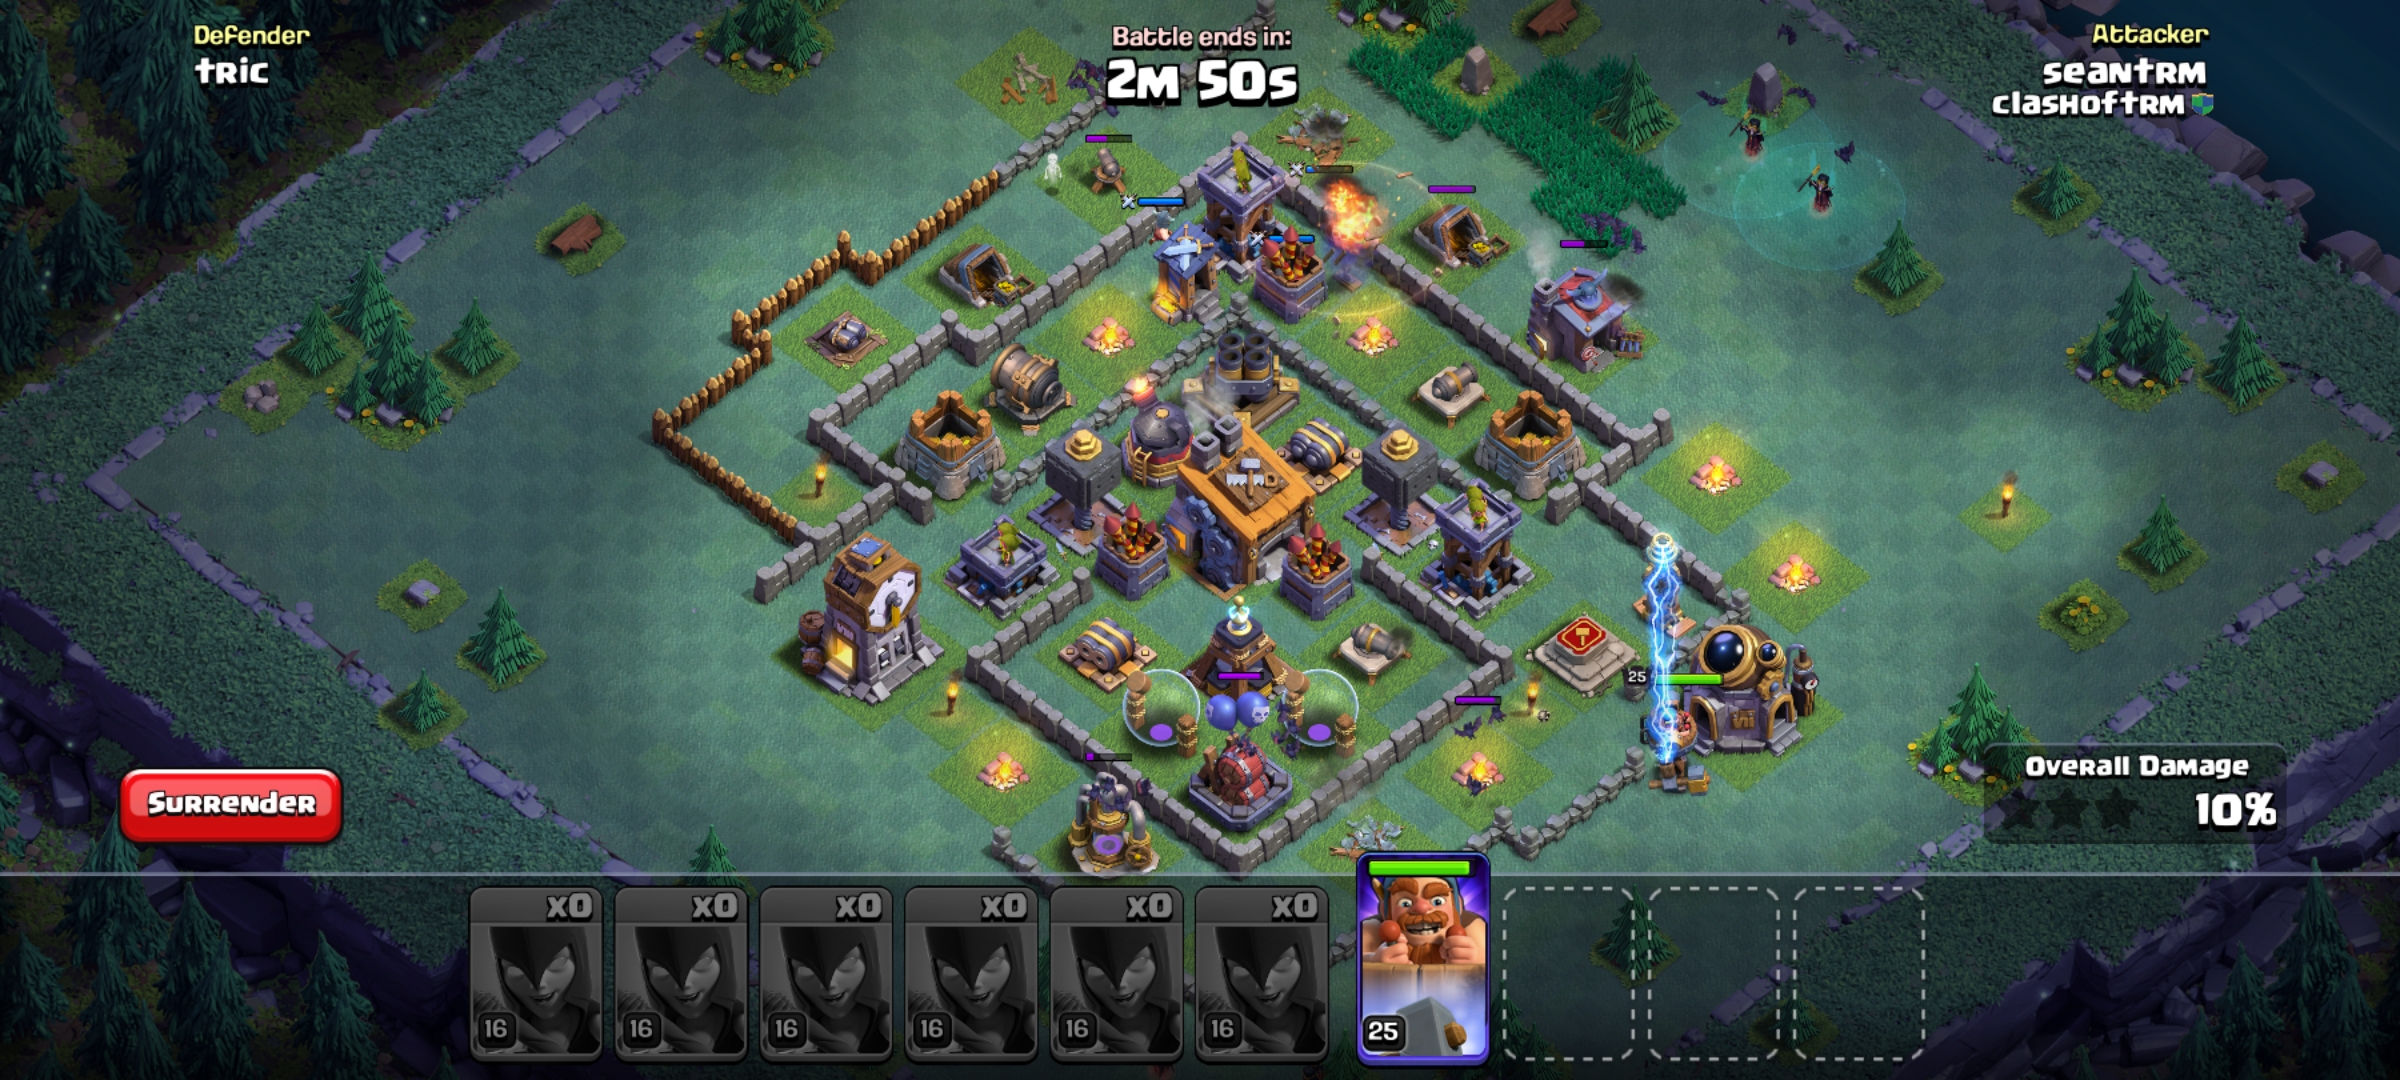 Defender
tric
Battle ends in:
2m 50s
Attacker
seantrm
clashoftrm
25
Surrender
Overall Damage
10%
x0
x0
x0
x0
x0
x0
16
16
16
16
16
16
25